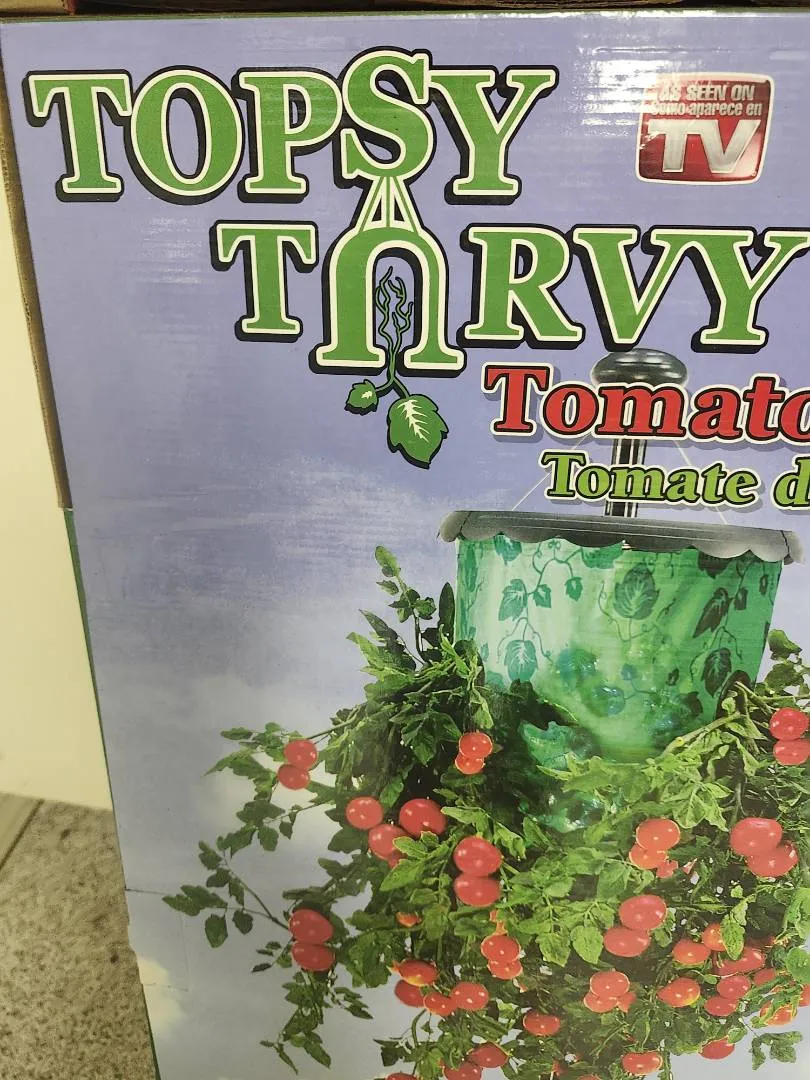 TOPSY
TURVY
AS SEEN ON
Como aparece en
TV
Tomato
Tomate d